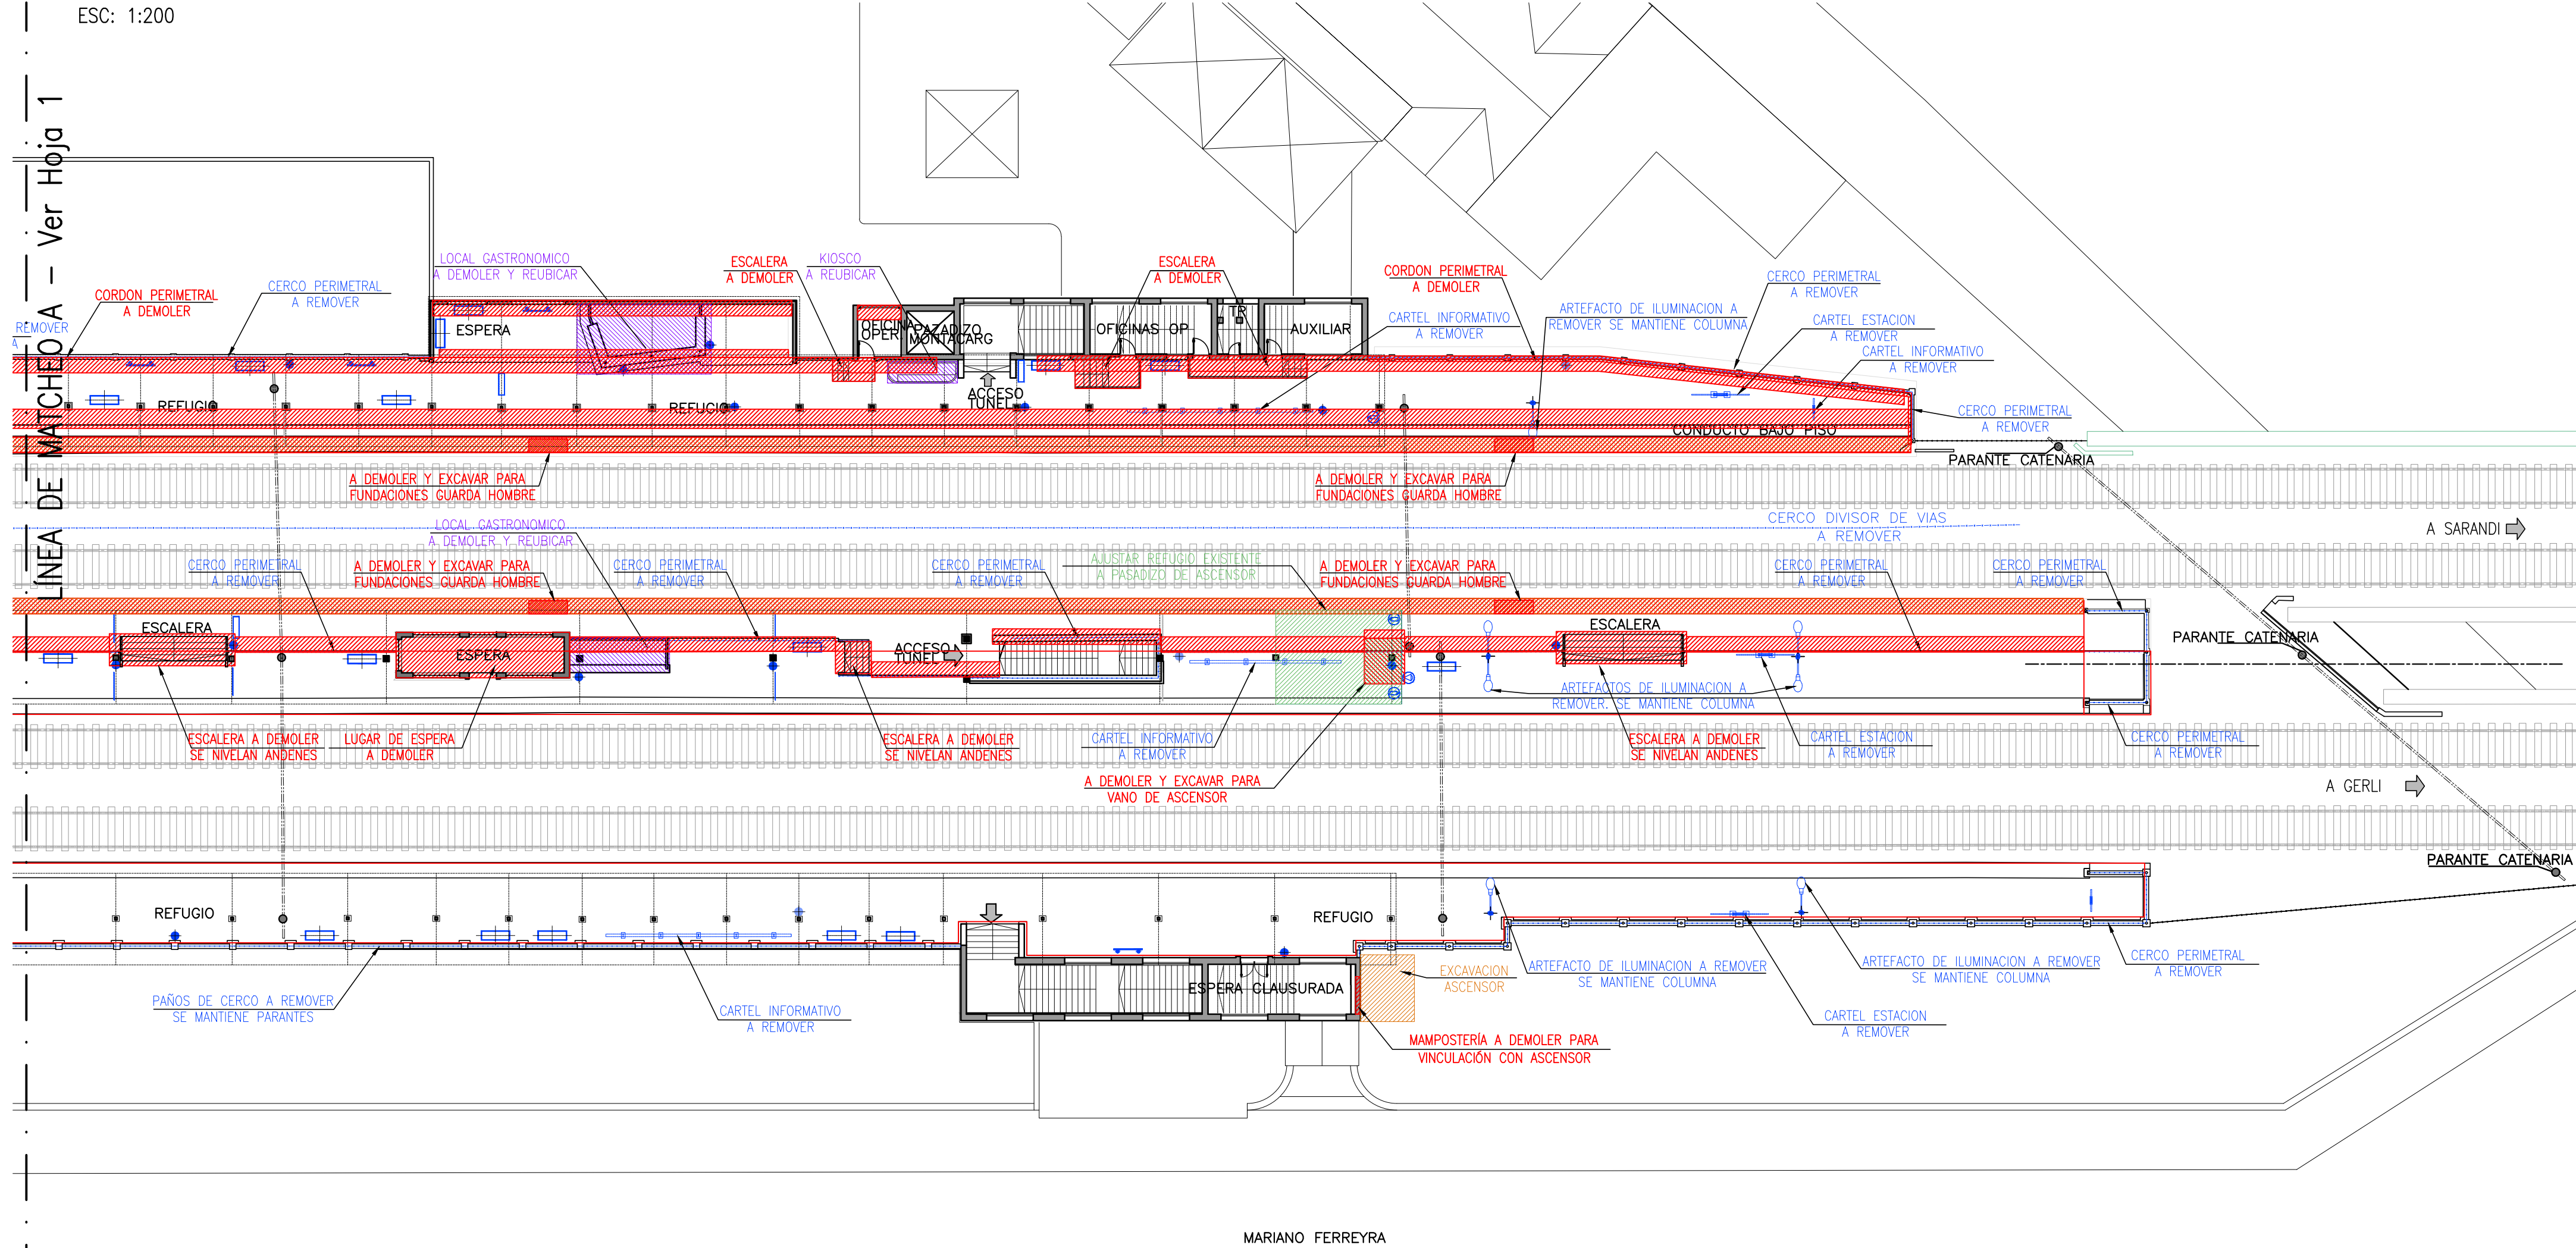 ESC: 1:200
LÍNEA DE MATCHEO A - Ver Hoja 1
REMOVER
CORDON PERIMETRAL
A DEMOLER
CERCO PERIMETRAL
A REMOVER
LOCAL GASTRONOMICO
A DEMOLER Y REUBICAR
ESCALERA
A DEMOLER
KIOSCO
A REUBICAR
ESCALERA
A DEMOLER
CORDON PERIMETRAL
A DEMOLER
CARTEL INFORMATIVO
A REMOVER
ARTEFACTO DE ILUMINACION A
REMOVER SE MANTIENE COLUMNA
CERCO PERIMETRAL
A REMOVER
CARTEL ESTACION
A REMOVER
CARTEL INFORMATIVO
A REMOVER
CERCO PERIMETRAL
A REMOVER
ESPERA
OFICINA
OPER.
PAZADIZO
MONTACARG
OFICINAS OP
TR
AUXILIAR
ACCESO
TUNEL
REFUGIO
REFUGIO
CONDUCTO BAJO PISO
PARANTE CATENARIA
A DEMOLER Y EXCAVAR PARA
FUNDACIONES GUARDA HOMBRE
A DEMOLER Y EXCAVAR PARA
FUNDACIONES GUARDA HOMBRE
CERCO DIVISOR DE VIAS
A REMOVER
A SARANDI
LOCAL GASTRONOMICO
A DEMOLER Y REUBICAR
CERCO PERIMETRAL
A REMOVER
A DEMOLER Y EXCAVAR PARA
FUNDACIONES GUARDA HOMBRE
CERCO PERIMETRAL
A REMOVER
CERCO PERIMETRAL
A REMOVER
AJUSTAR REFUGIO EXISTENTE
A PASADIZO DE ASCENSOR
A DEMOLER Y EXCAVAR PARA
FUNDACIONES GUARDA HOMBRE
CERCO PERIMETRAL
A REMOVER
CERCO PERIMETRAL
A REMOVER
ESCALERA
ESPERA
ACCESO
TUNEL
ESCALERA
PARANTE CATENARIA
ARTEFACTOS DE ILUMINACION A
REMOVER. SE MANTIENE COLUMNA
ESCALERA A DEMOLER
SE NIVELAN ANDENES
LUGAR DE ESPERA
A DEMOLER
ESCALERA A DEMOLER
SE NIVELAN ANDENES
CARTEL INFORMATIVO
A REMOVER
ESCALERA A DEMOLER
SE NIVELAN ANDENES
CARTEL ESTACION
A REMOVER
CERCO PERIMETRAL
A REMOVER
A DEMOLER Y EXCAVAR PARA
VANO DE ASCENSOR
A GERLI
PARANTE CATENARIA
REFUGIO
REFUGIO
EXCAVACION
ASCENSOR
ARTEFACTO DE ILUMINACION A REMOVER
SE MANTIENE COLUMNA
ARTEFACTO DE ILUMINACION A REMOVER
SE MANTIENE COLUMNA
CERCO PERIMETRAL
A REMOVER
ESPERA CLAUSURADA
PAÑOS DE CERCO A REMOVER
SE MANTIENE PARANTES
CARTEL INFORMATIVO
A REMOVER
CARTEL ESTACION
A REMOVER
MAMPOSTERÍA A DEMOLER PARA
VINCULACIÓN CON ASCENSOR
MARIANO FERREYRA